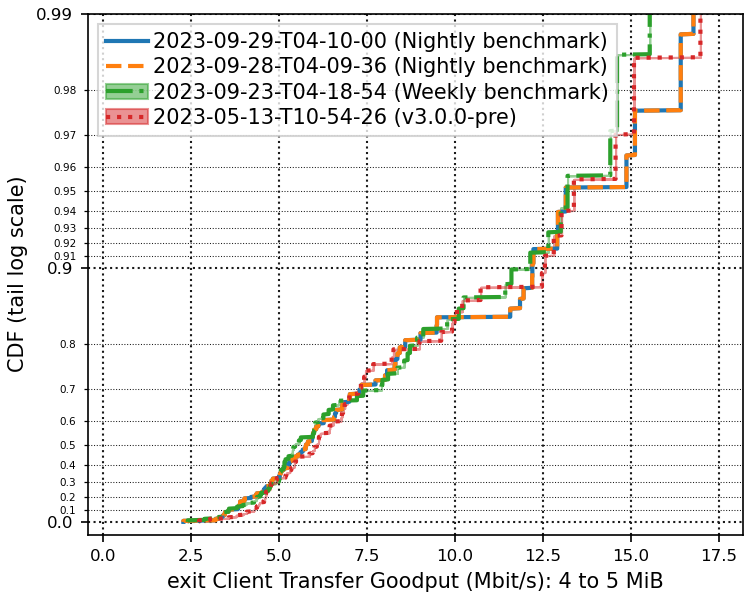 0.99
2023-09-29-T04-10-00 (Nightly benchmark)
2023-09-28-T04-09-36 (Nightly benchmark)
2023-09-23-T04-18-54 (Weekly benchmark)
2023-05-13-T10-54-26 (v3.0.0-pre)
0.98
0.97
0.96
0.95
0.94
0.93
0.92
0.91
0.9
0.8
0.7
0.6
0.5
0.4
0.3
0.2
0.1
0.0
CDF (tail log scale)
0.0 2.5 5.0 7.5 10.0 12.5 15.0 17.5
exit Client Transfer Goodput (Mbit/s): 4 to 5 MiB